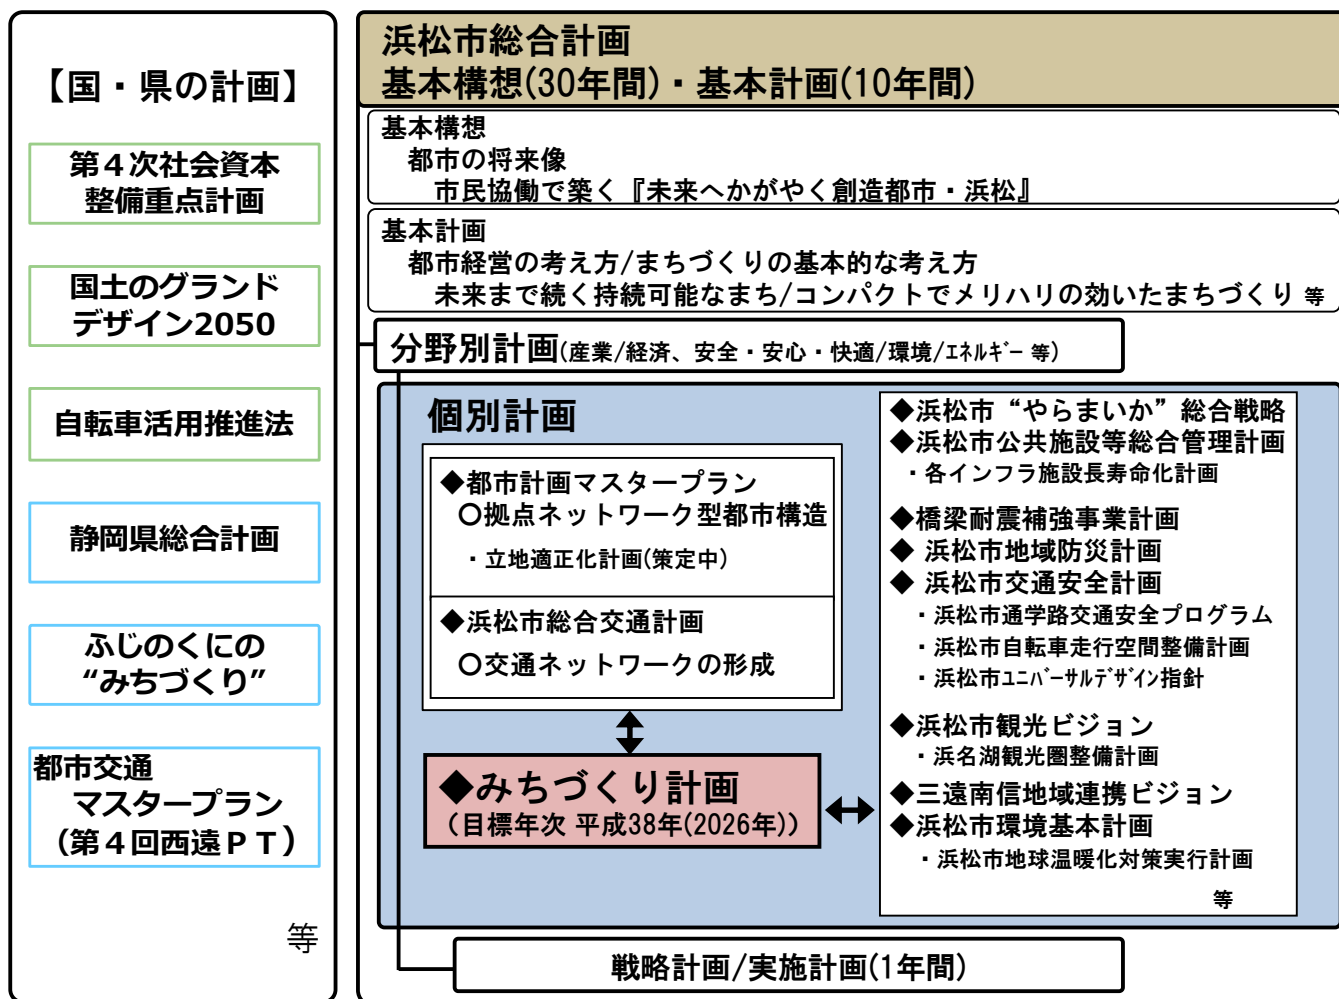 【国・県の計画】
第４次社会資本
整備重点計画
国土のグランド
デザイン2050
自転車活用推進法
静岡県総合計画
ふじのくにの
“みちづくり”
都市交通
マスタープラン
（第４回西遠ＰＴ）
等
浜松市総合計画
基本構想(30年間)・基本計画(10年間)
基本構想
都市の将来像
市民協働で築く『未来へかがやく創造都市・浜松』
基本計画
都市経営の考え方/まちづくりの基本的な考え方
未来まで続く持続可能なまち/コンパクトでメリハリの効いたまちづくり 等
分野別計画(産業/経済、安全・安心・快適/環境/ｴﾈﾙｷﾞｰ 等)
個別計画
◆都市計画マスタープラン
〇拠点ネットワーク型都市構造
・立地適正化計画(策定中)
◆浜松市総合交通計画
〇交通ネットワークの形成
◆みちづくり計画
（目標年次 平成38年(2026年)）
◆浜松市“やらまいか”総合戦略
◆浜松市公共施設等総合管理計画
・各インフラ施設長寿命化計画
◆橋梁耐震補強事業計画
◆ 浜松市地域防災計画
◆ 浜松市交通安全計画
・浜松市通学路交通安全プログラム
・浜松市自転車走行空間整備計画
・浜松市ﾕﾆﾊﾞｰｻﾙﾃﾞｻﾞｲﾝ指針
◆浜松市観光ビジョン
・浜名湖観光圏整備計画
◆三遠南信地域連携ビジョン
◆浜松市環境基本計画
・浜松市地球温暖化対策実行計画
等
戦略計画/実施計画(1年間)